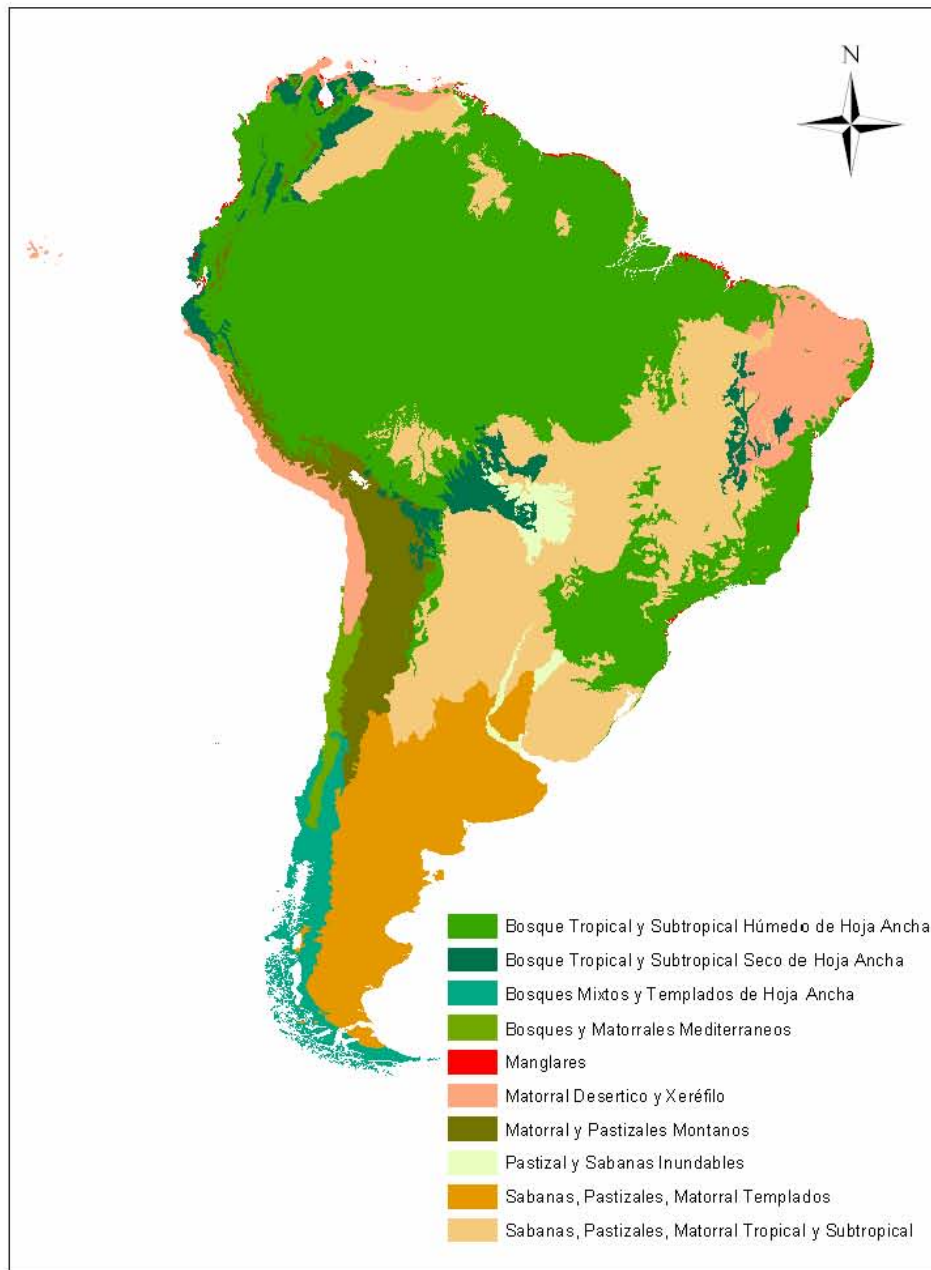 N
Bosque Tropical y Subtropical Húmedo de Hoja Ancha
Bosque Tropical y Subtropical Seco de Hoja Ancha
Bosques Mixtos y Templados de Hoja Ancha
Bosques y Matorrales Mediterraneos
Manglares
Matorral Desertico y Xeréfilo
Matorral y Pastizales Montanos
Pastizal y Sabanas Inundables
Sabanas, Pastizales, Matorral Templados
Sabanas, Pastizales, Matorral Tropical y Subtropical